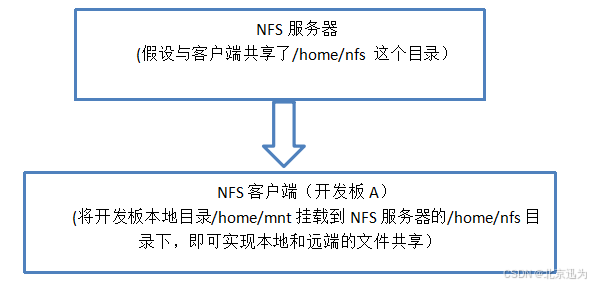 NFS 服务器
(假设与客户端共享了/home/nfs 这个目录）
NFS 客户端（开发板 A）
(将开发板本地目录/home/mnt 挂载到 NFS 服务器的/home/nfs 目
录下，即可实现本地和远端的文件共享）
CSDN @北京迅为